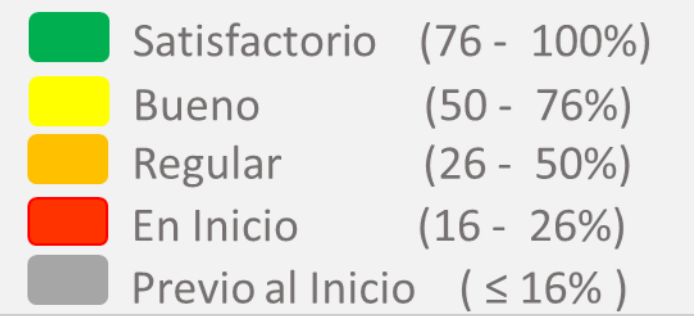 Satisfactorio (76 - 100%)
Bueno (50 - 76%)
Regular (26 - 50%)
En Inicio (16 - 26%)
Previo al Inicio ( ≤ 16% )